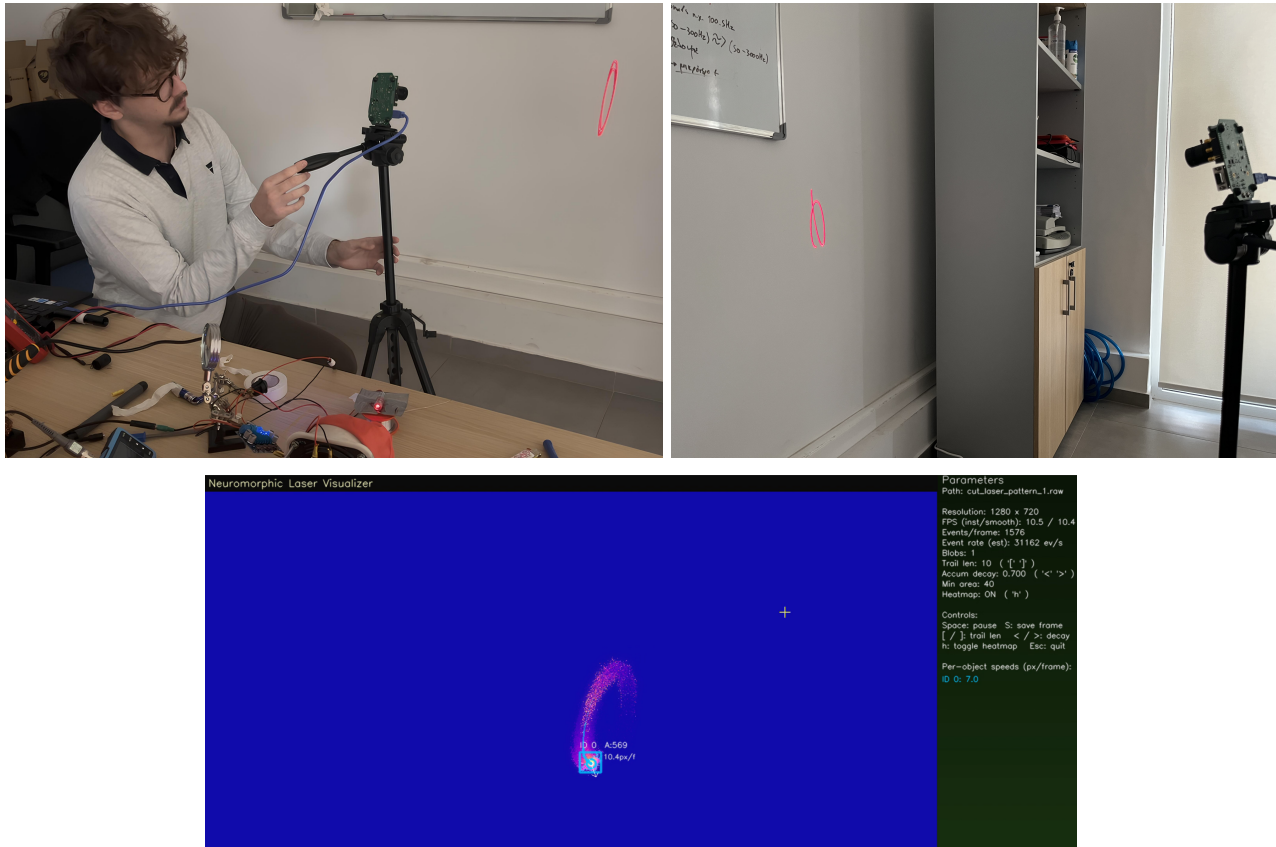 (50-300Hz)
Neuromorphic Laser Visualizer
ID 0 A:569
10.4px/f
Parameters
Path: cut_laser_pattern_1.raw
Resolution: 1280 x 720
FPS (inst/smooth): 10.5 / 10.4
Events/frame: 1576
Event rate (est): 31162 ev/s
Blobs: 1
Trail len: 10 ( '[' ']' )
Accum decay: 0.700 ( '<' '>' )
Min area: 40
Heatmap: ON ( 'h' )
Controls:
Space: pause S: save frame
[ / ]: trail len < / >: decay
h: toggle heatmap Esc: quit
Per-object speeds (px/frame):
ID 0: 7.0